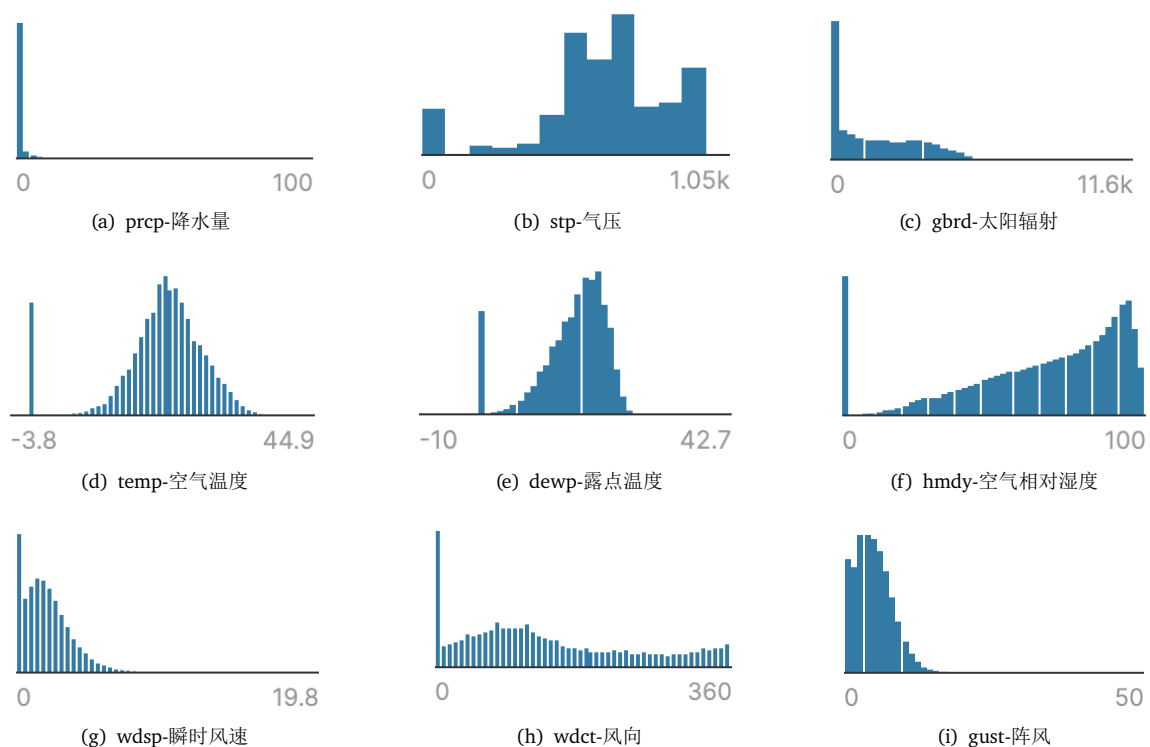 0 100
0 1.05k
0 11.6k
(a) prcp-降水量
(b) stp-气压
(c) gbrd-太阳辐射
-3.8 44.9
-10 42.7
0 100
(d) temp-空气温度
(e) dewp-露点温度
(f) hmdy-空气相对湿度
0 19.8
0 360
0 50
(g) wdsp-瞬时风速
(h) wdct-风向
(i) gust-阵风